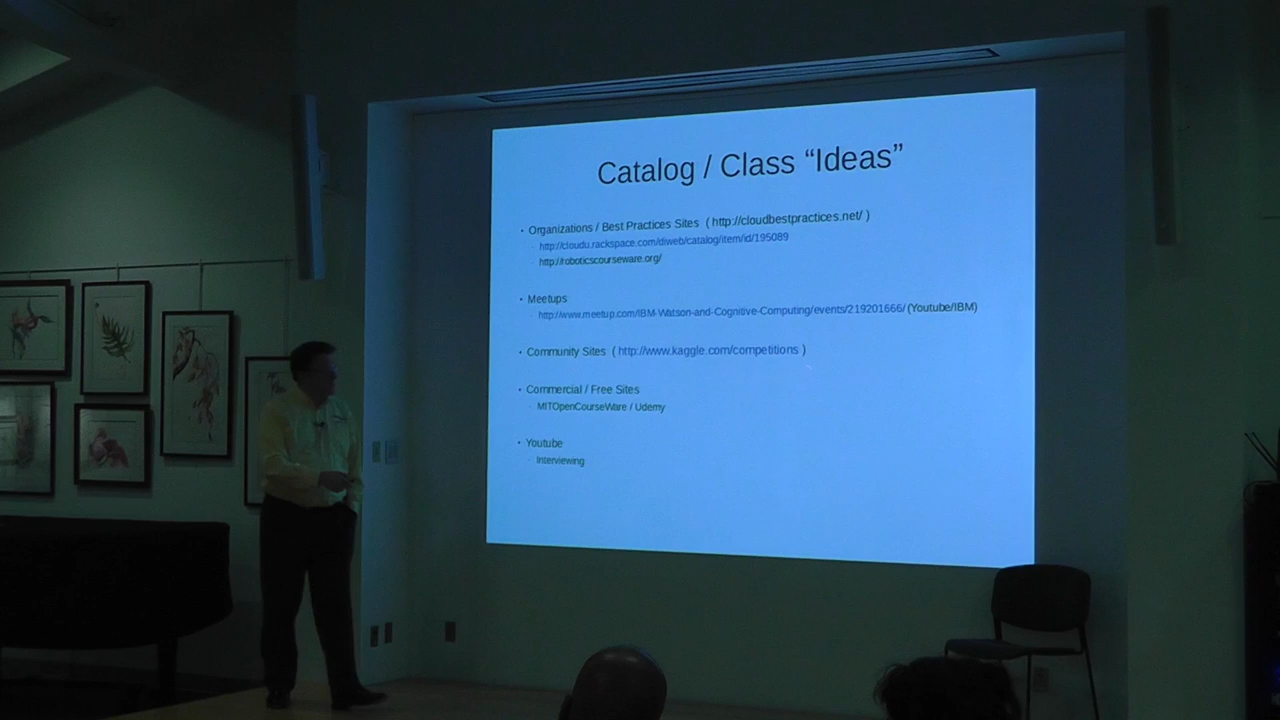 Catalog / Class “Ideas”
Organizations / Best Practices Sites ( http://cloudbestpractices.net/ )
http://cloudu.rackspace.com/diweb/catalog/item/id/195089
http://roboticscourseware.org/
Meetups
http://www.meetup.com/IBM-Watson-and-Cognitive-Computing/events/219201666/ (Youtube/IBM)
Community Sites ( http://www.kaggle.com/competitions )
Commercial / Free Sites
MITOpenCourseWare / Udemy
Youtube
Interviewing